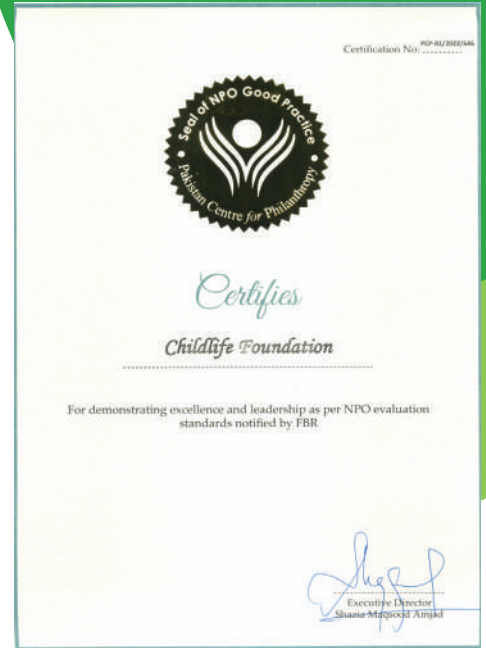 Certification No: PCP-R3/2022/646
Seal of NPO Good Practice
Pakistan Centre for Philanthropy
Certifies
Childlife Foundation
For demonstrating excellence and leadership as per NPO evaluation
standards notified by FBR
Executive Director
Shazia Maqsood Amjad